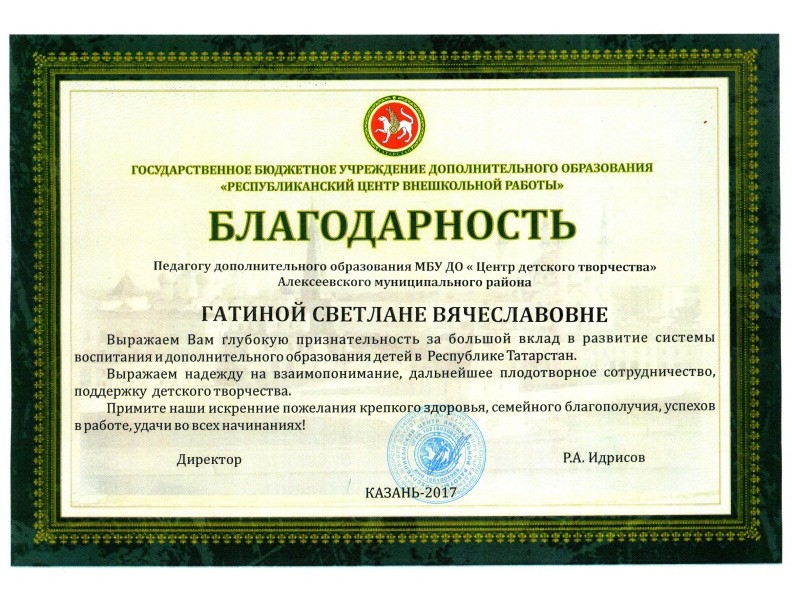 ГОСУДАРСТВЕННОЕ БЮДЖЕТНОЕ УЧРЕЖДЕНИЕ ДОПОЛНИТЕЛЬНОГО ОБРАЗОВАНИЯ
«РЕСПУБЛИКАНСКИЙ ЦЕНТР ВНЕШКОЛЬНОЙ РАБОТЫ»
БЛАГОДАРНОСТЬ
Педагогу дополнительного образования МБУ ДО « Центр детского творчества»
Алексеевского муниципального района
ГАТИНОЙ СВЕТЛАНЕ ВЯЧЕСЛАВОВНЕ
Выражаем Вам глубокую признательность за большой вклад в развитие системы
воспитания и дополнительного образования детей в Республике Татарстан.
Выражаем надежду на взаимопонимание, дальнейшее плодотворное сотрудничество,
поддержку детского творчества.
Примите наши искренние пожелания крепкого здоровья, семейного благополучия, успехов
в работе, удачи во всех начинаниях!
Директор
Р.А. Идрисов
КАЗАНЬ-2017